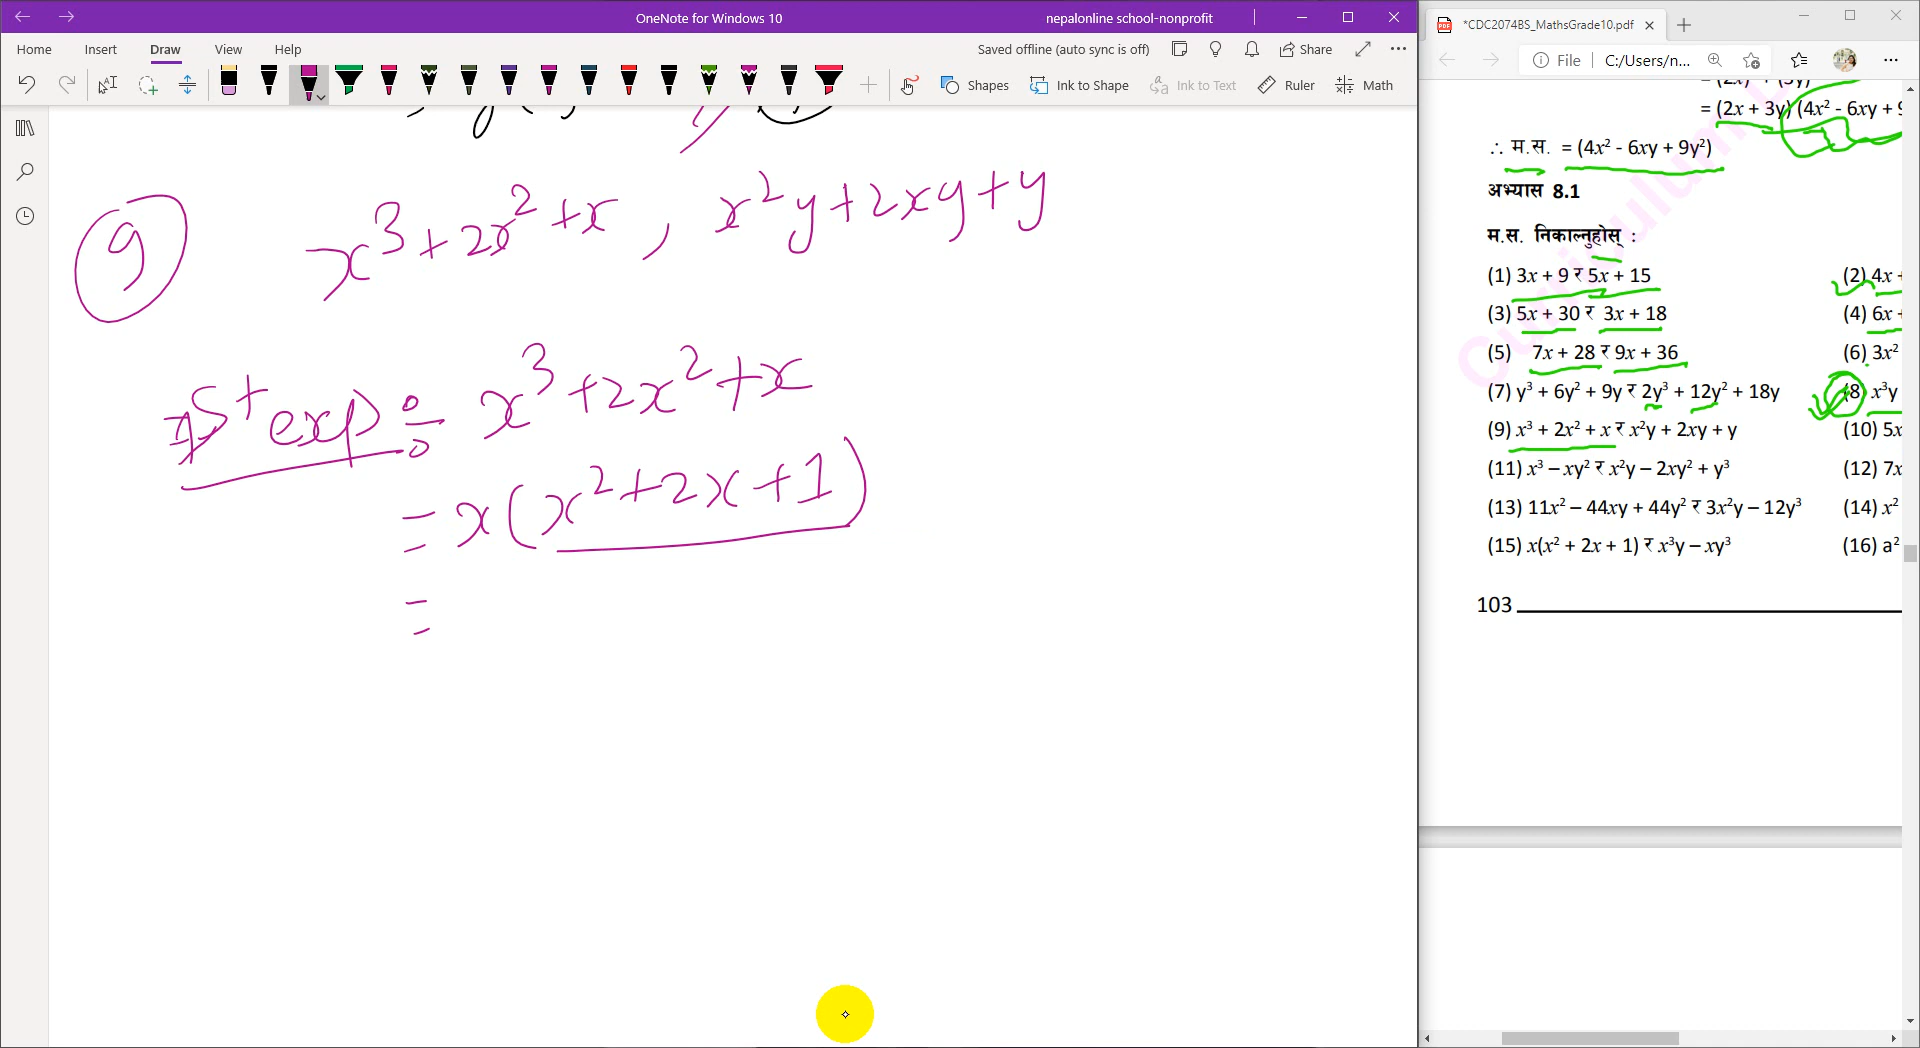 OneNote for Windows 10
nepalonline school-nonprofit
Home Insert Draw View Help
Saved offline (auto sync is off)
Share
Shapes
Ink to Shape
Ink to Text
Ruler
Math
9
x³ + 2x² + x , x²y + 2xy + y
1st exp÷ x³ + 2x² + x
= x(x² + 2x + 1)
=
*CDC2074BS_MathsGrade10.pdf
File C:/Users/n...
= (2x + 3y) (4x² - 6xy + 9
∴ म.स. = (4x² - 6xy + 9y²)
अभ्यास 8.1
म.स. निकाल्नुहोस् :
(1) 3x + 9 र 5x + 15 (2) 4x +
(3) 5x + 30 र 3x + 18 (4) 6x +
(5) 7x + 28 र 9x + 36 (6) 3x²
(7) y³ + 6y² + 9y र 2y³ + 12y² + 18y (8) x³y
(9) x³ + 2x² + x र x²y + 2xy + y (10) 5x
(11) x³ – xy² र x²y – 2xy² + y³ (12) 7x
(13) 11x² – 44xy + 44y² र 3x²y – 12y³ (14) x²
(15) x(x² + 2x + 1) र x³y – xy³ (16) a²
103